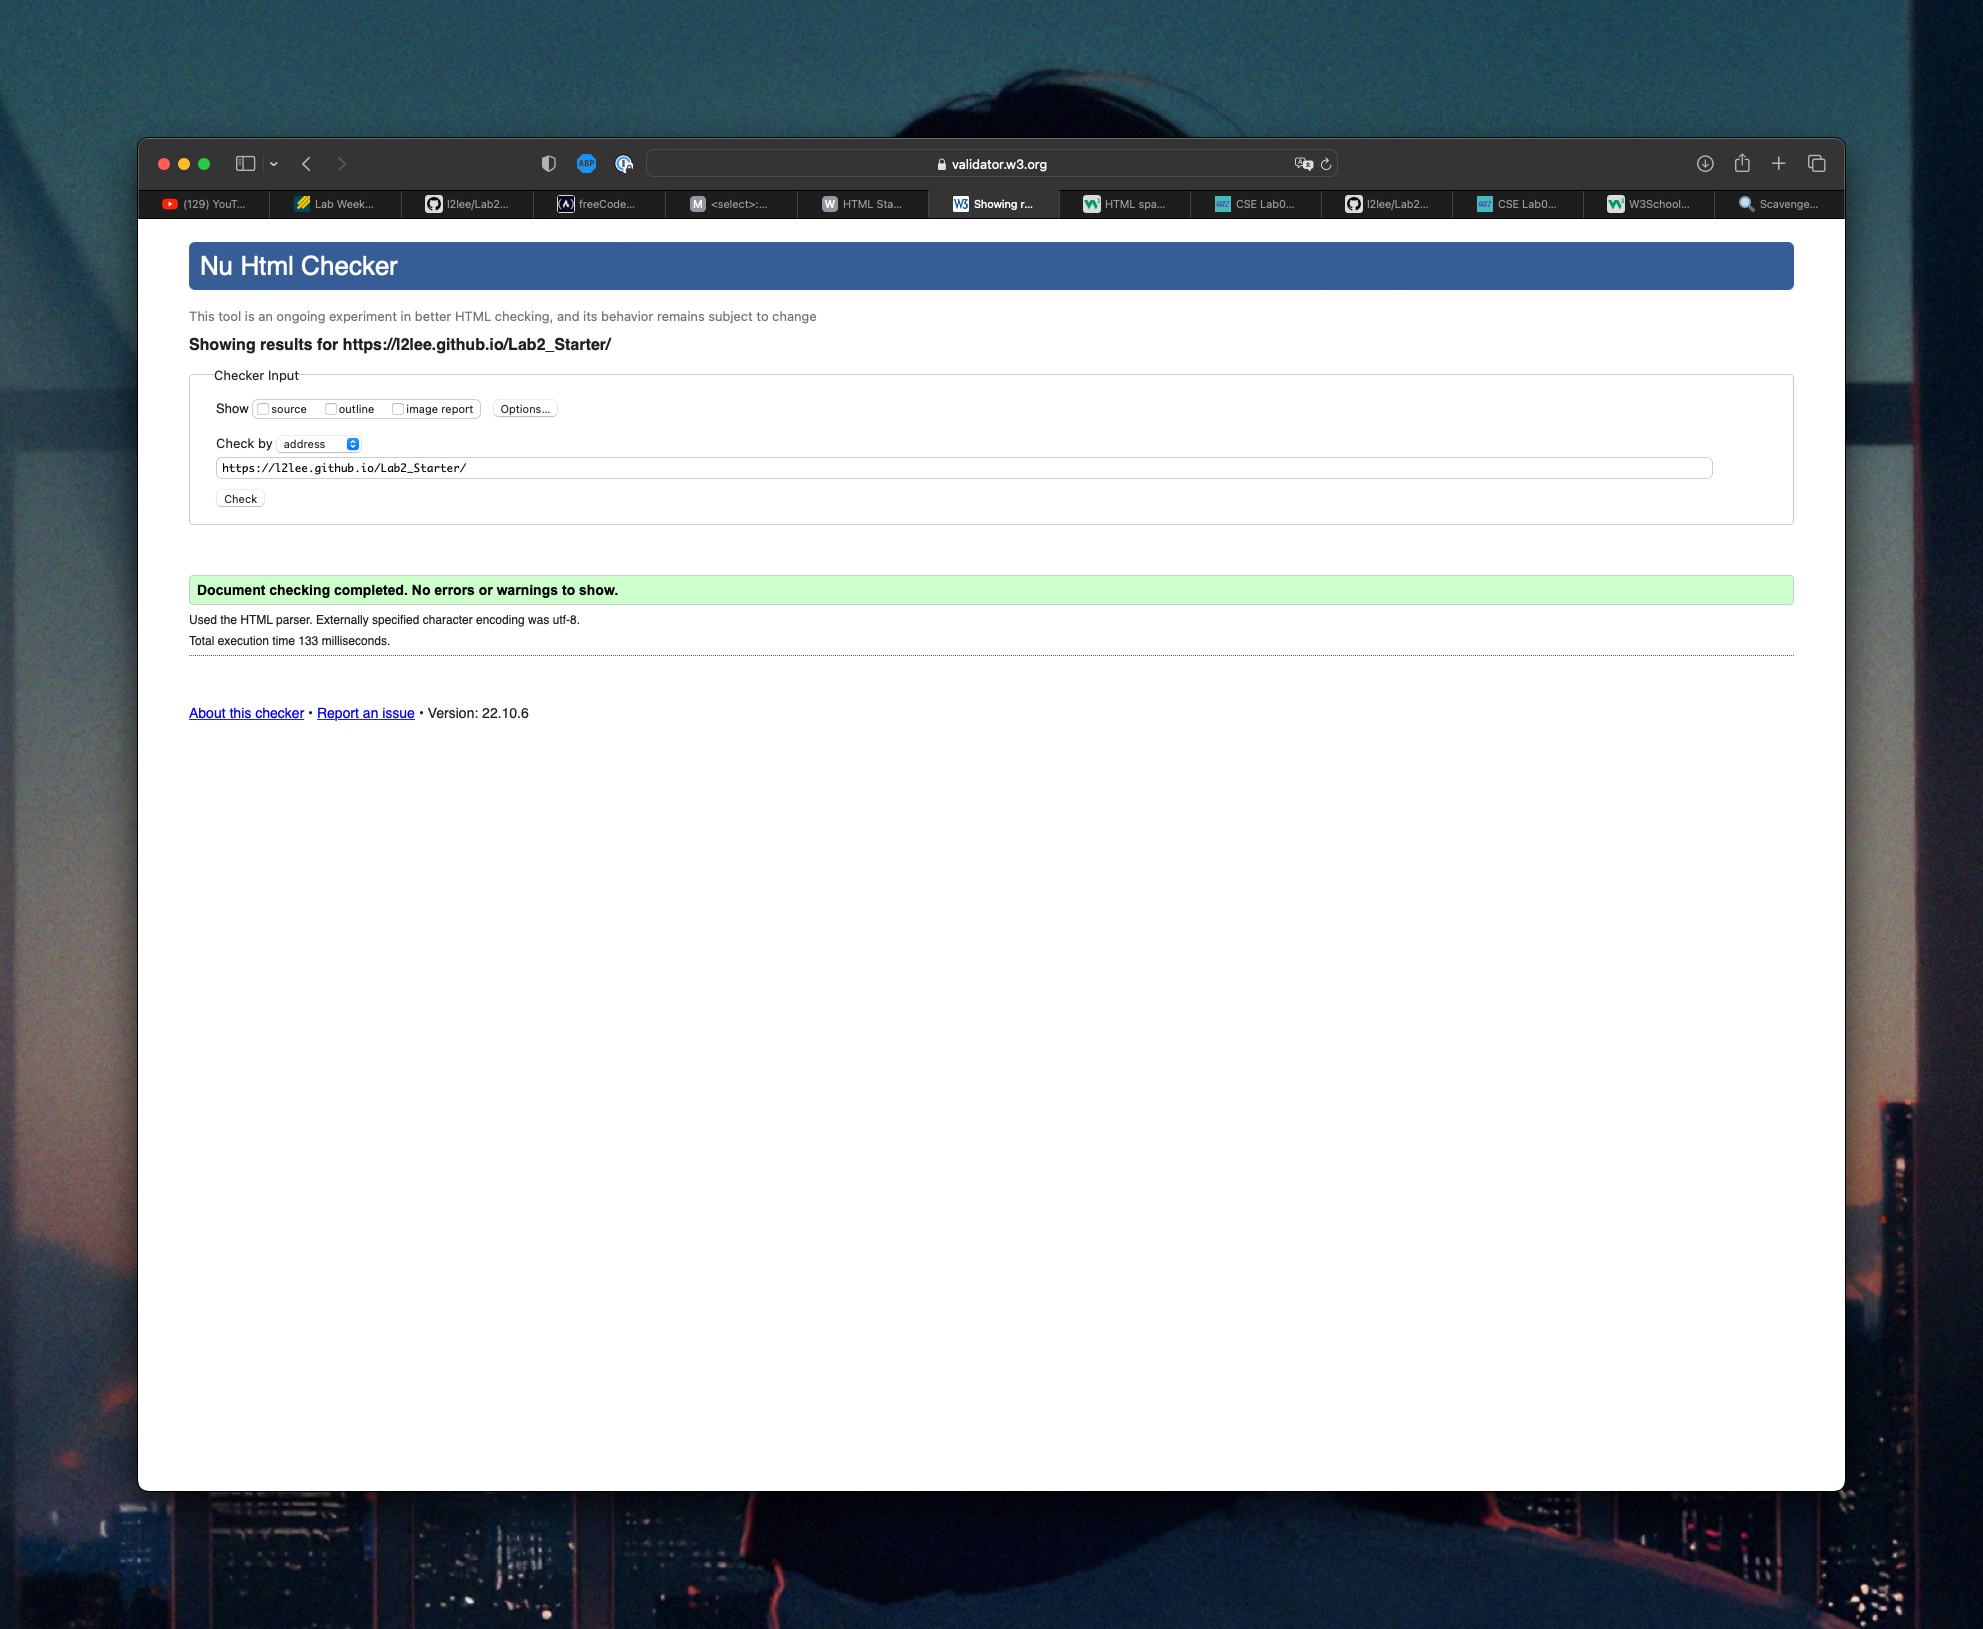 ABP
validator.w3.org
(129) YouT...
Lab Week...
l2lee/Lab2...
freeCode...
M <select>:...
W HTML Sta...
W3 Showing r...
HTML spa...
CSE Lab0...
l2lee/Lab2...
CSE Lab0...
W3School...
Scavenge...
Nu Html Checker
This tool is an ongoing experiment in better HTML checking, and its behavior remains subject to change
Showing results for https://l2lee.github.io/Lab2_Starter/
Checker Input
Show source outline image report Options...
Check by address
https://l2lee.github.io/Lab2_Starter/
Check
Document checking completed. No errors or warnings to show.
Used the HTML parser. Externally specified character encoding was utf-8.
Total execution time 133 milliseconds.
About this checker • Report an issue • Version: 22.10.6